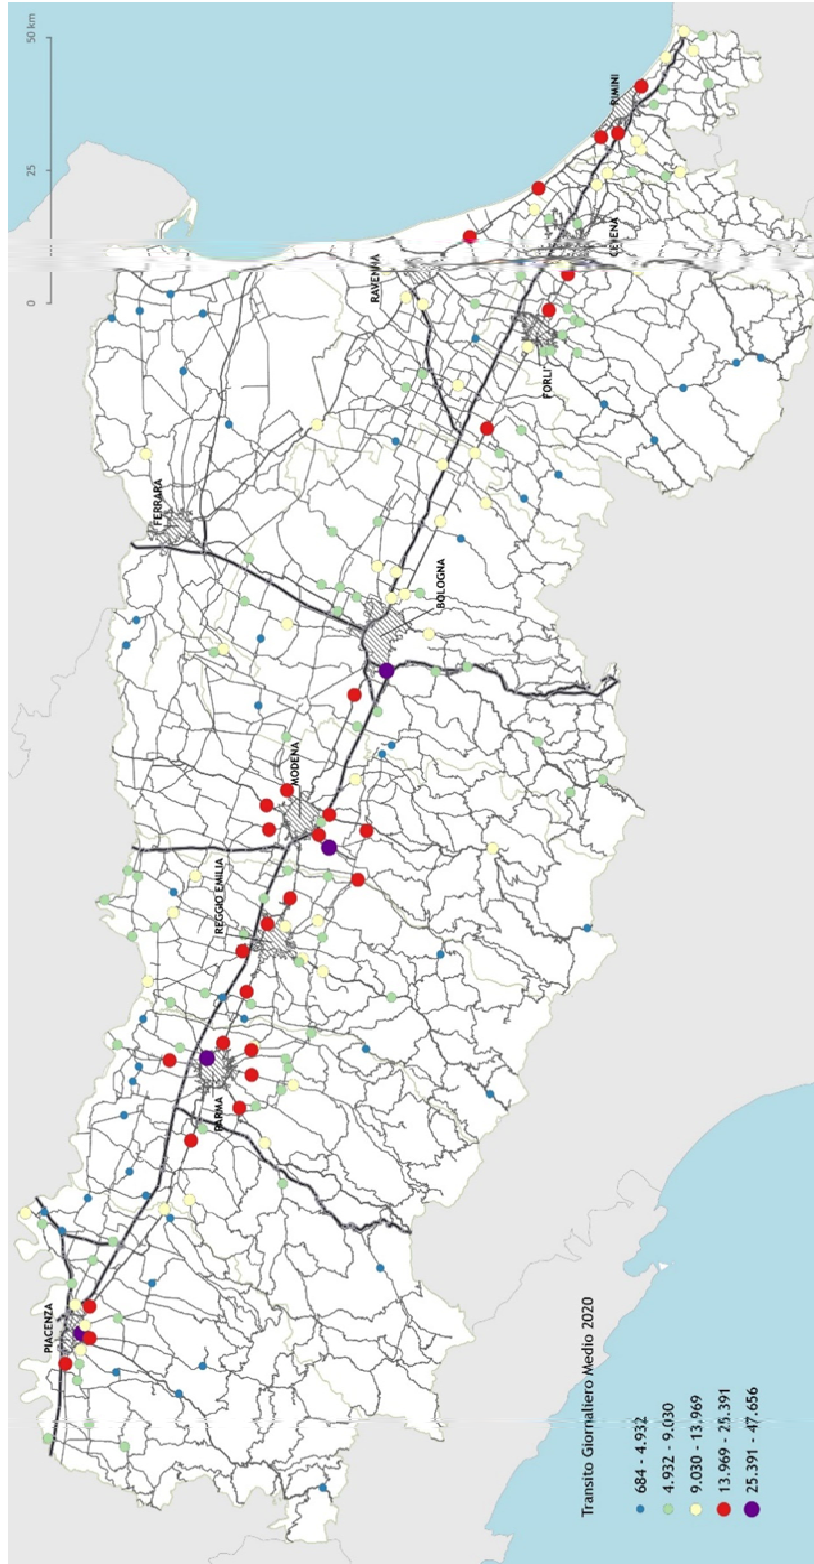 0 25 50 km
PIACENZA
PARMA
REGGIO EMILIA
MODENA
BOLOGNA
FERRARA
RAVENNA
FORLI'
CESENA
RIMINI
Transito Giornaliero Medio 2020
684 - 4.932
4.932 - 9.030
9.030 - 13.969
13.969 - 25.391
25.391 - 47.656